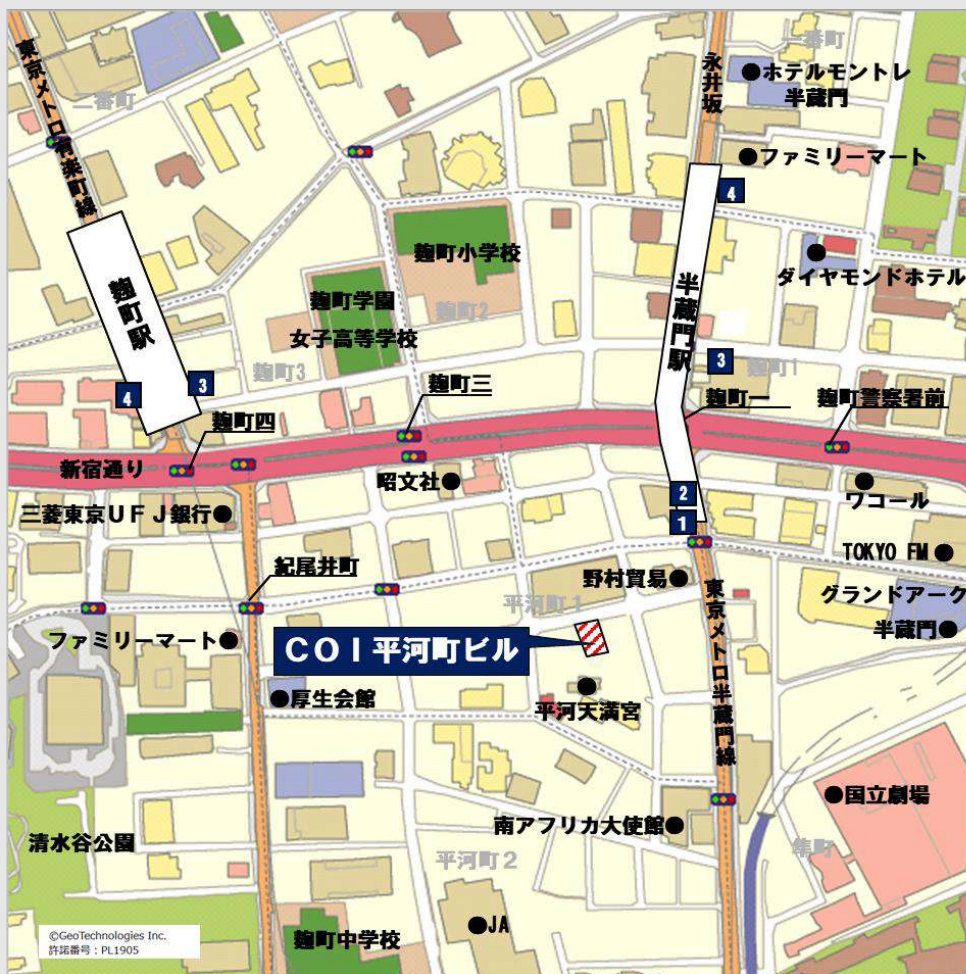 一番町
永井坂
●ホテルモントレ
半蔵門
東京メトロ有楽町線
二番町
●ファミリーマート
4
麹町小学校
ダイヤモンドホテル
麹町駅
麹町学園
女子高等学校
麹町2
半蔵門駅
麹町3
3
麹町1
4
3
麹町三
麹町一
麹町警察署前
麹町四
新宿通り
昭文社●
2
ワコール
三菱東京UFJ銀行●
1
TOKYO FM●
紀尾井町
野村貿易●
グランドアーク
半蔵門●
平河町1
ファミリーマート●
COI平河町ビル
東京メトロ半蔵門線
●厚生会館
平河天満宮
●国立劇場
南アフリカ大使館●
清水谷公園
平河町2
隼町
●JA
麹町中学校
©GeoTechnologies Inc.
許諾番号:PL1905